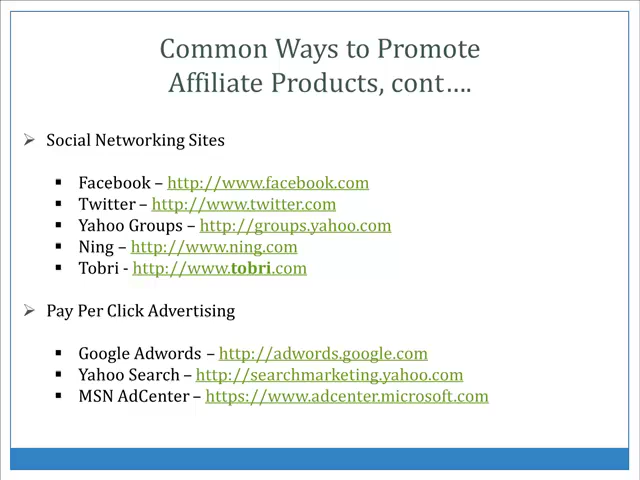 Common Ways to Promote
Affiliate Products, cont….
Social Networking Sites
Facebook – http://www.facebook.com
Twitter – http://www.twitter.com
Yahoo Groups – http://groups.yahoo.com
Ning – http://www.ning.com
Tobri - http://www.tobri.com
Pay Per Click Advertising
Google Adwords – http://adwords.google.com
Yahoo Search – http://searchmarketing.yahoo.com
MSN AdCenter – https://www.adcenter.microsoft.com